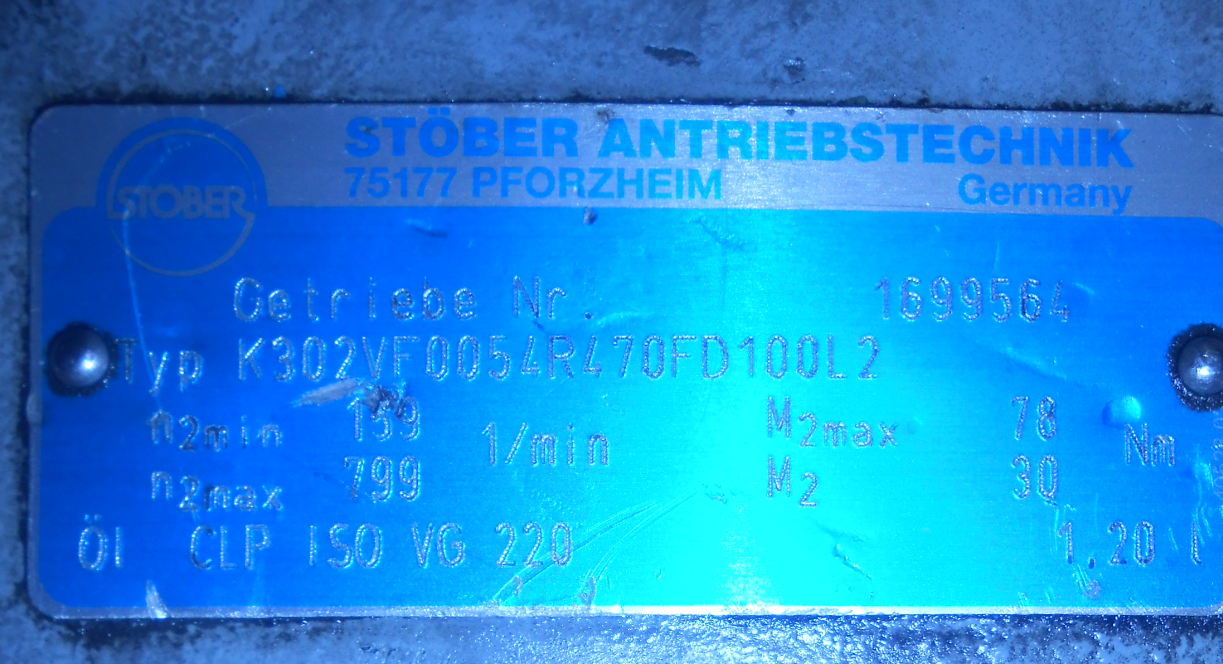 STÖBER
STÖBER ANTRIEBSTECHNIK
75177 PFORZHEIM Germany
Getriebe Nr. 1699564
Typ K302VF0054R470FD100L2
n2min 159 1/min M2max 78 Nm
n2max 799 M2 30
Öl CLP ISO VG 220 1,20 l